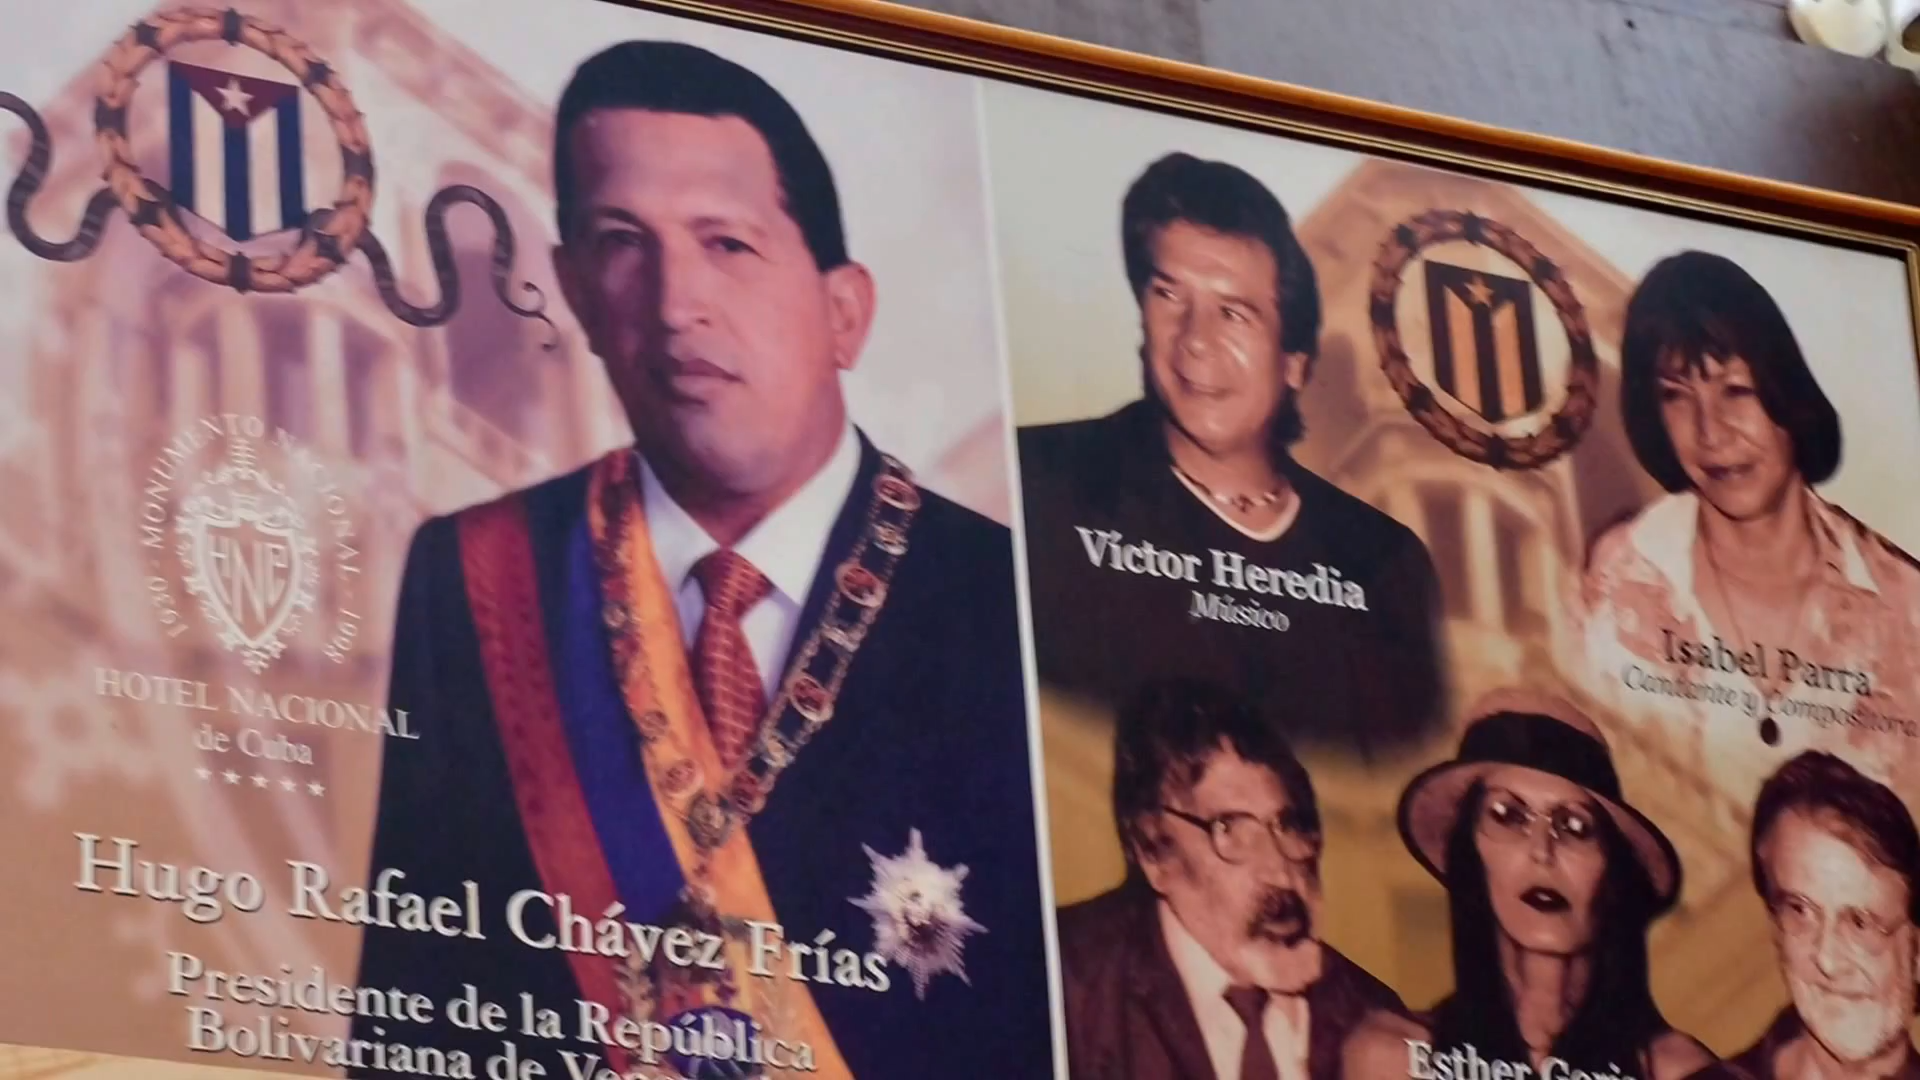 1930 - MONUMENTO NACIONAL - 1998
HNC
HOTEL NACIONAL
de Cuba
Hugo Rafael Chávez Frías
Presidente de la República
Bolivariana de
Víctor Heredia
Músico
Isabel Parra
Cantante y Compositora
Esther